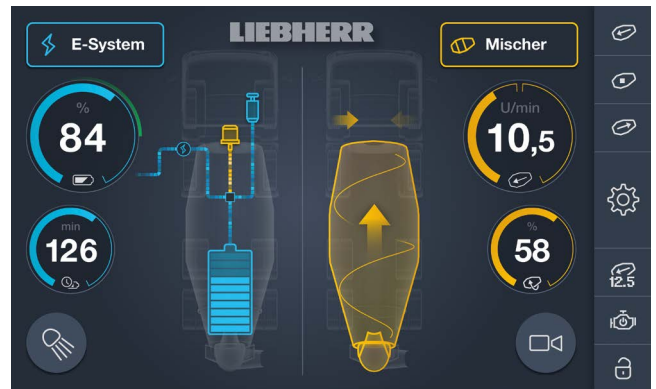 LIEBHERR
E-System
Mischer
%
84
U/min
10,5
min
126
%
58
12.5